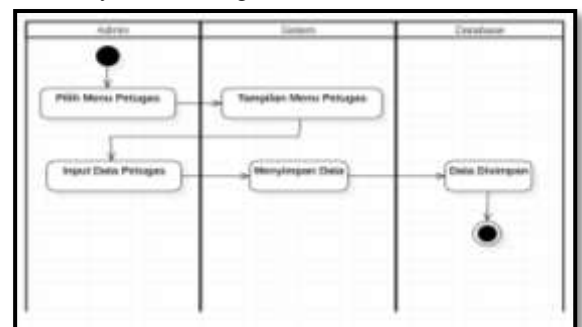 Admin
Sistem
Database
Pilih Menu Petugas
Tampilan Menu Petugas
Input Data Petugas
Menyimpan Data
Data Disimpan